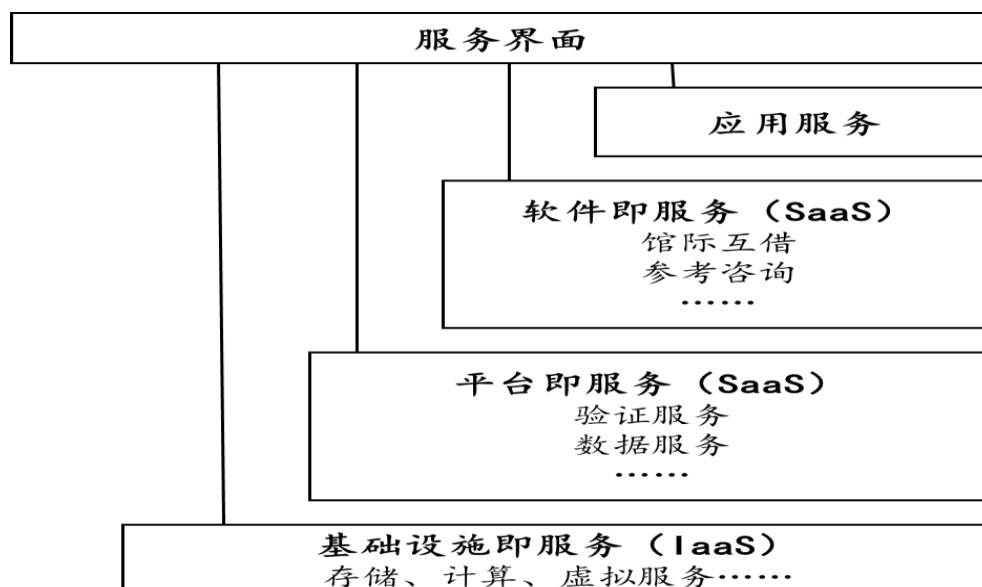 服务界面
应用服务
软件即服务（SaaS）
馆际互借
参考咨询
……
平台即服务（SaaS）
验证服务
数据服务
……
基础设施即服务（IaaS）
存储、计算、虚拟服务……